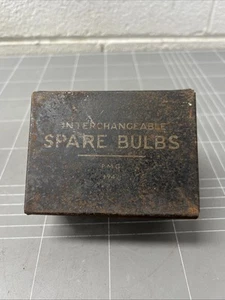 INTERCHANGEABLE
SPARE BULBS